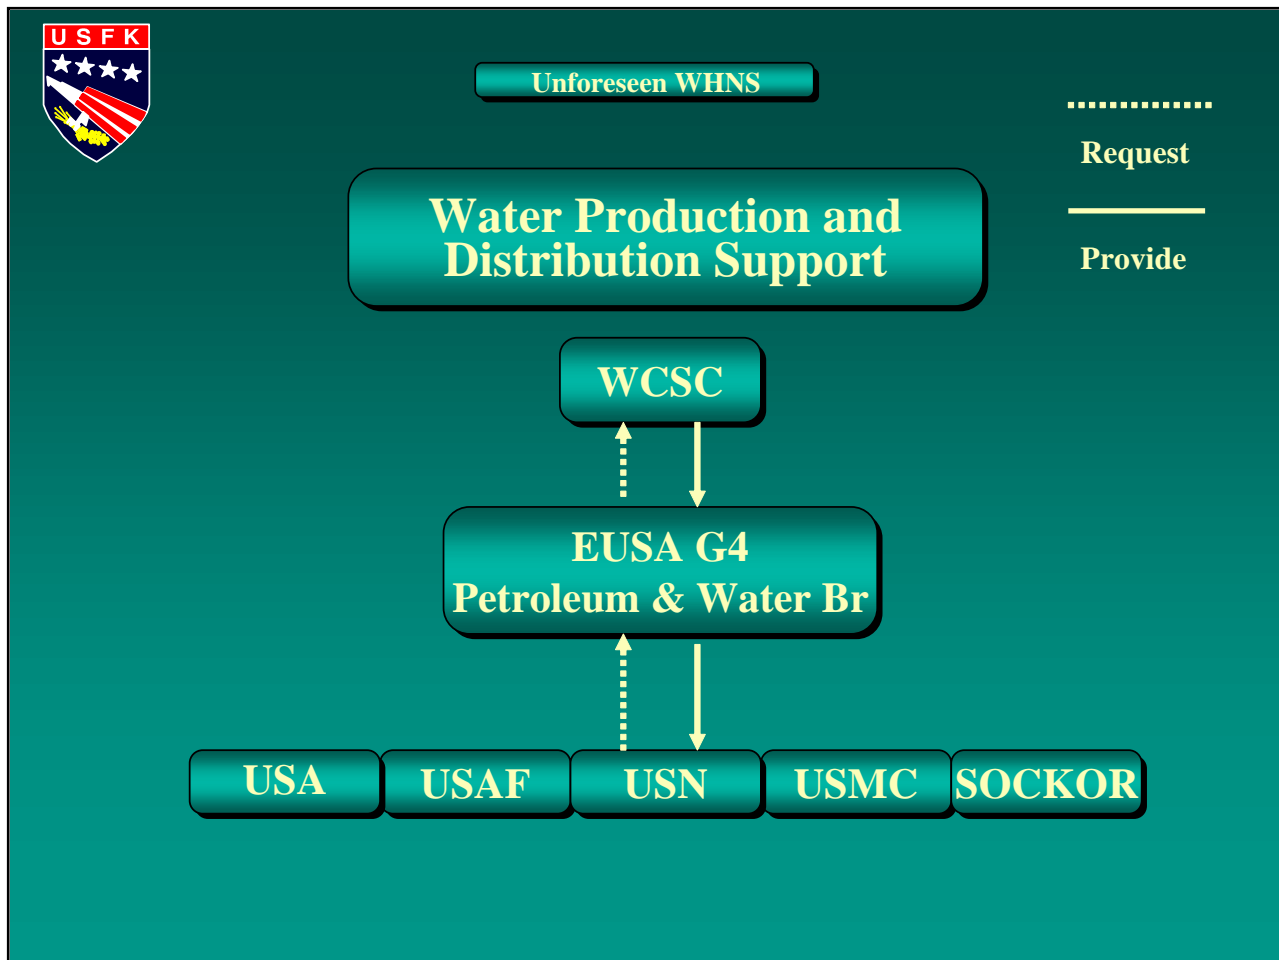 USFK
Unforeseen WHNS
Request
Water Production and
Distribution Support
Provide
WCSC
EUSA G4
Petroleum & Water Br
USA
USAF
USN
USMC
SOCKOR